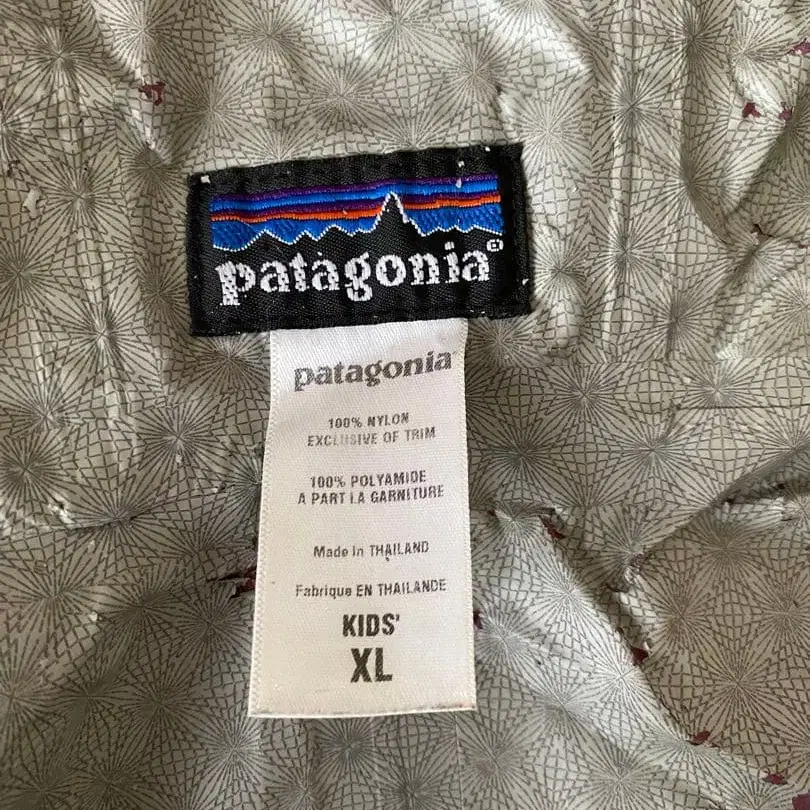 patagonia®
patagonia
100% NYLON
EXCLUSIVE OF TRIM
100% POLYAMIDE
A PART LA GARNITURE
Made in THAILAND
Fabrique EN THAILANDE
KIDS'
XL